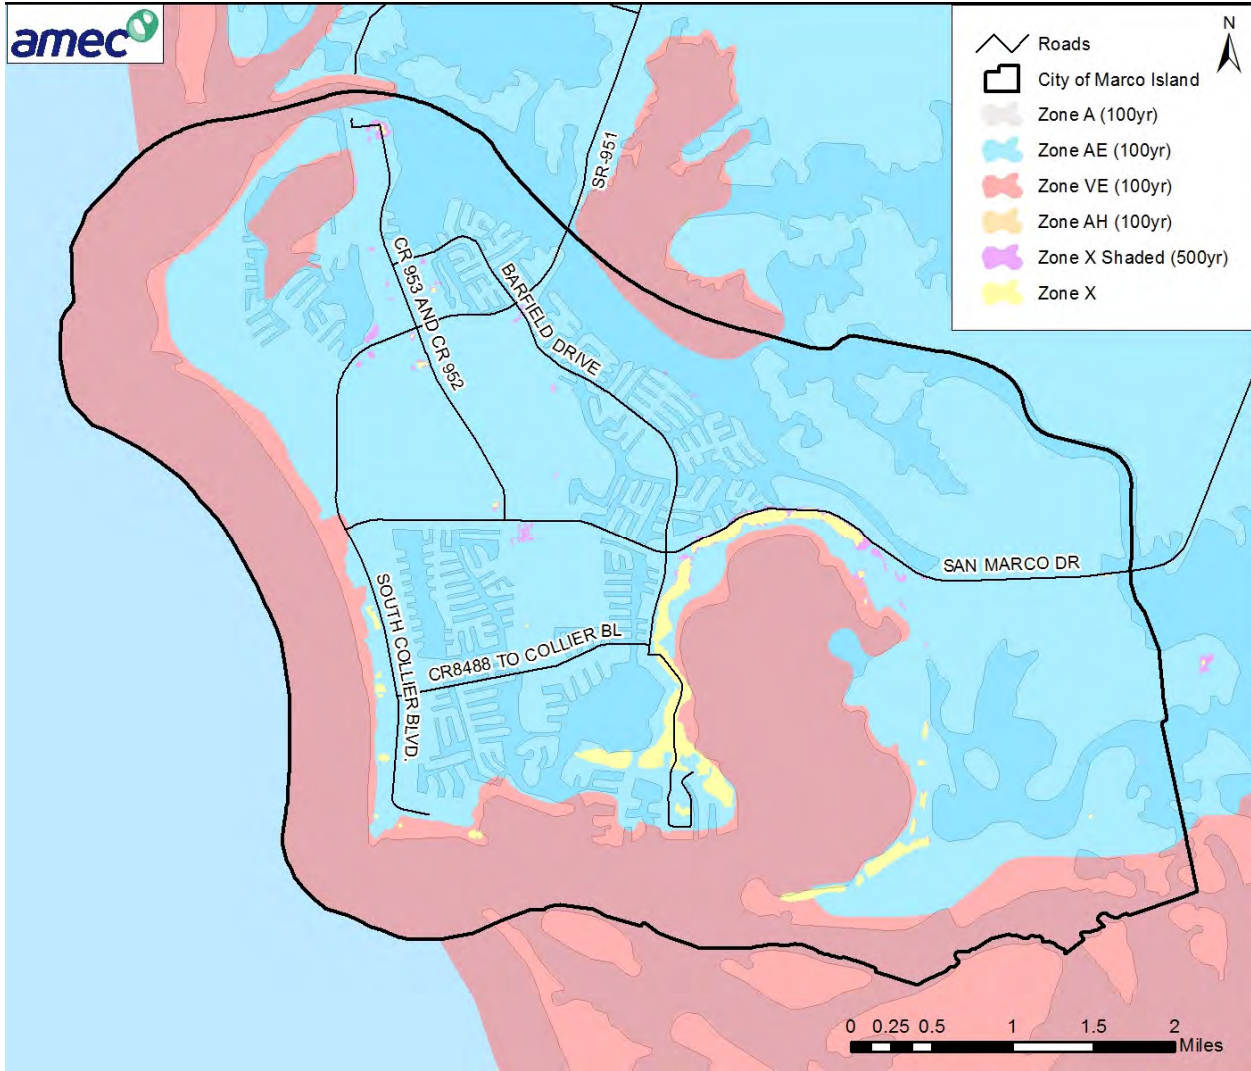 amec
N
Roads
City of Marco Island
Zone A (100yr)
Zone AE (100yr)
Zone VE (100yr)
Zone AH (100yr)
Zone X Shaded (500yr)
Zone X
SR-951
CR 953 AND CR 952
BARFIELD DRIVE
SAN MARCO DR
SOUTH COLLIER BLVD.
CR8488 TO COLLIER BL
0 0.25 0.5 1 1.5 2
Miles